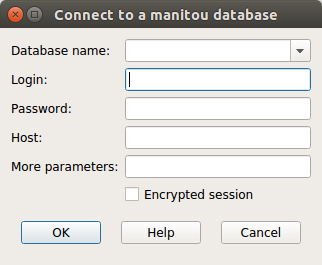 Connect to a manitou database
Database name:
Login:
Password:
Host:
More parameters:
Encrypted session
OK Help Cancel